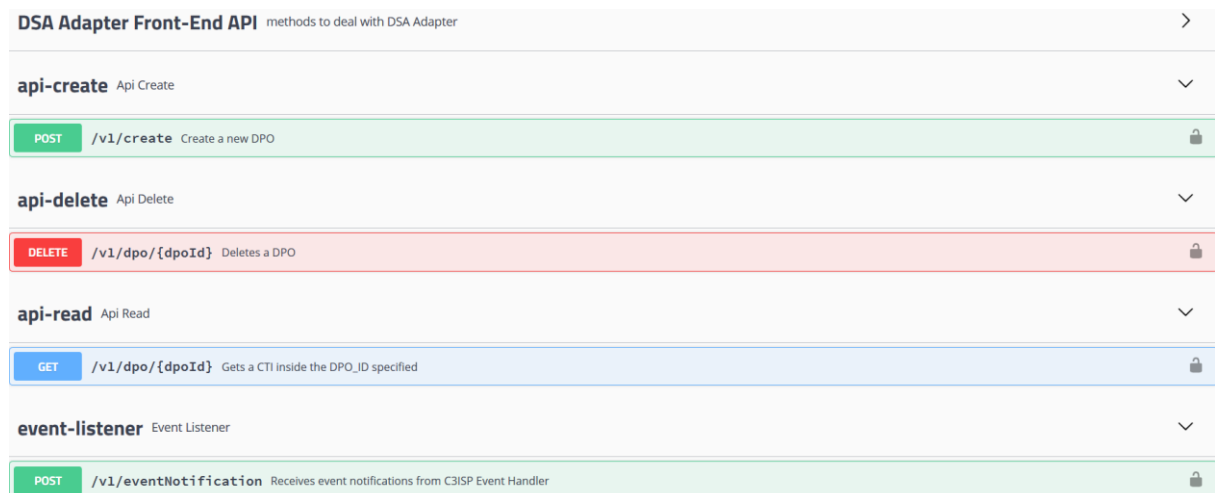 DSA Adapter Front-End API methods to deal with DSA Adapter
api-create Api Create
POST /v1/create Create a new DPO
api-delete Api Delete
DELETE /v1/dpo/{dpoId} Deletes a DPO
api-read Api Read
GET /v1/dpo/{dpoId} Gets a CTI inside the DPO_ID specified
event-listener Event Listener
POST /v1/eventNotification Receives event notifications from C3ISP Event Handler